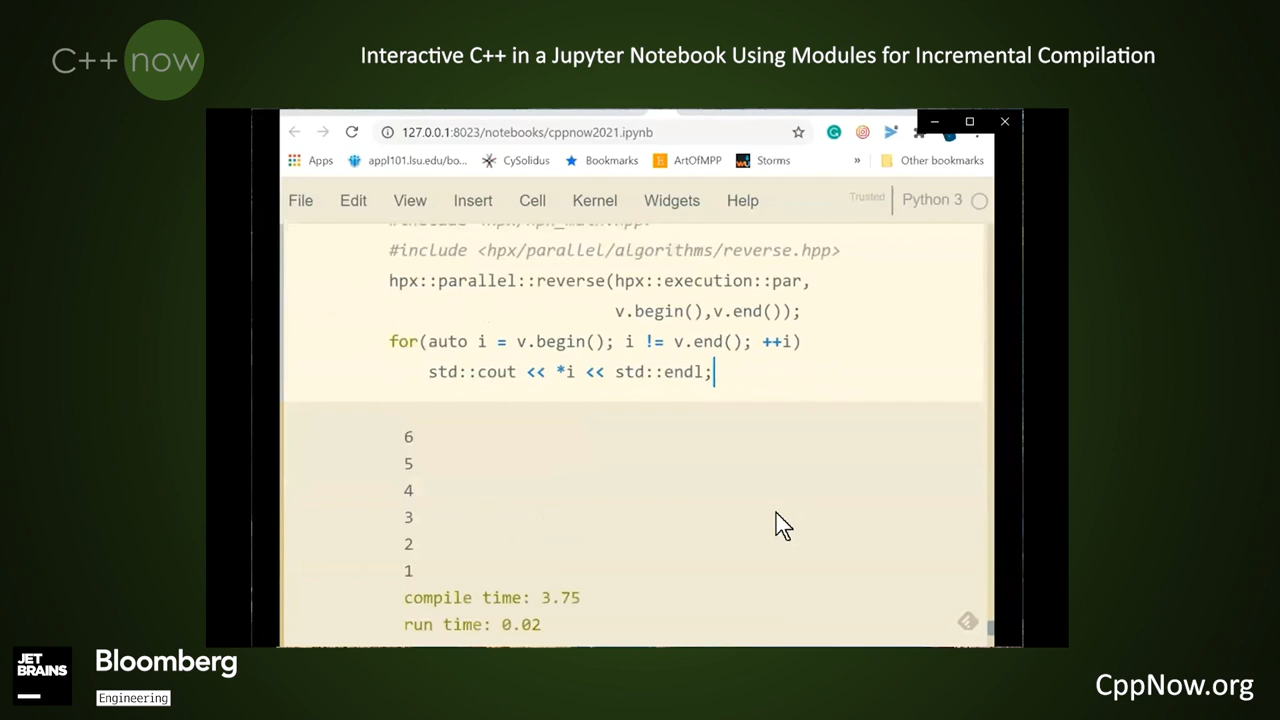 C++ now
Interactive C++ in a Jupyter Notebook Using Modules for Incremental Compilation
127.0.0.1:8023/notebooks/cppnow2021.ipynb
Apps appl101.lsu.edu/bo... CySolidus Bookmarks ArtOfMPP Storms » Other bookmarks
File Edit View Insert Cell Kernel Widgets Help Trusted Python 3
#include <hpx/parallel/algorithms/reverse.hpp>
hpx::parallel::reverse(hpx::execution::par,
v.begin(),v.end());
for(auto i = v.begin(); i != v.end(); ++i)
std::cout << *i << std::endl;
6
5
4
3
2
1
compile time: 3.75
run time: 0.02
JET
BRAINS
Bloomberg
Engineering
CppNow.org